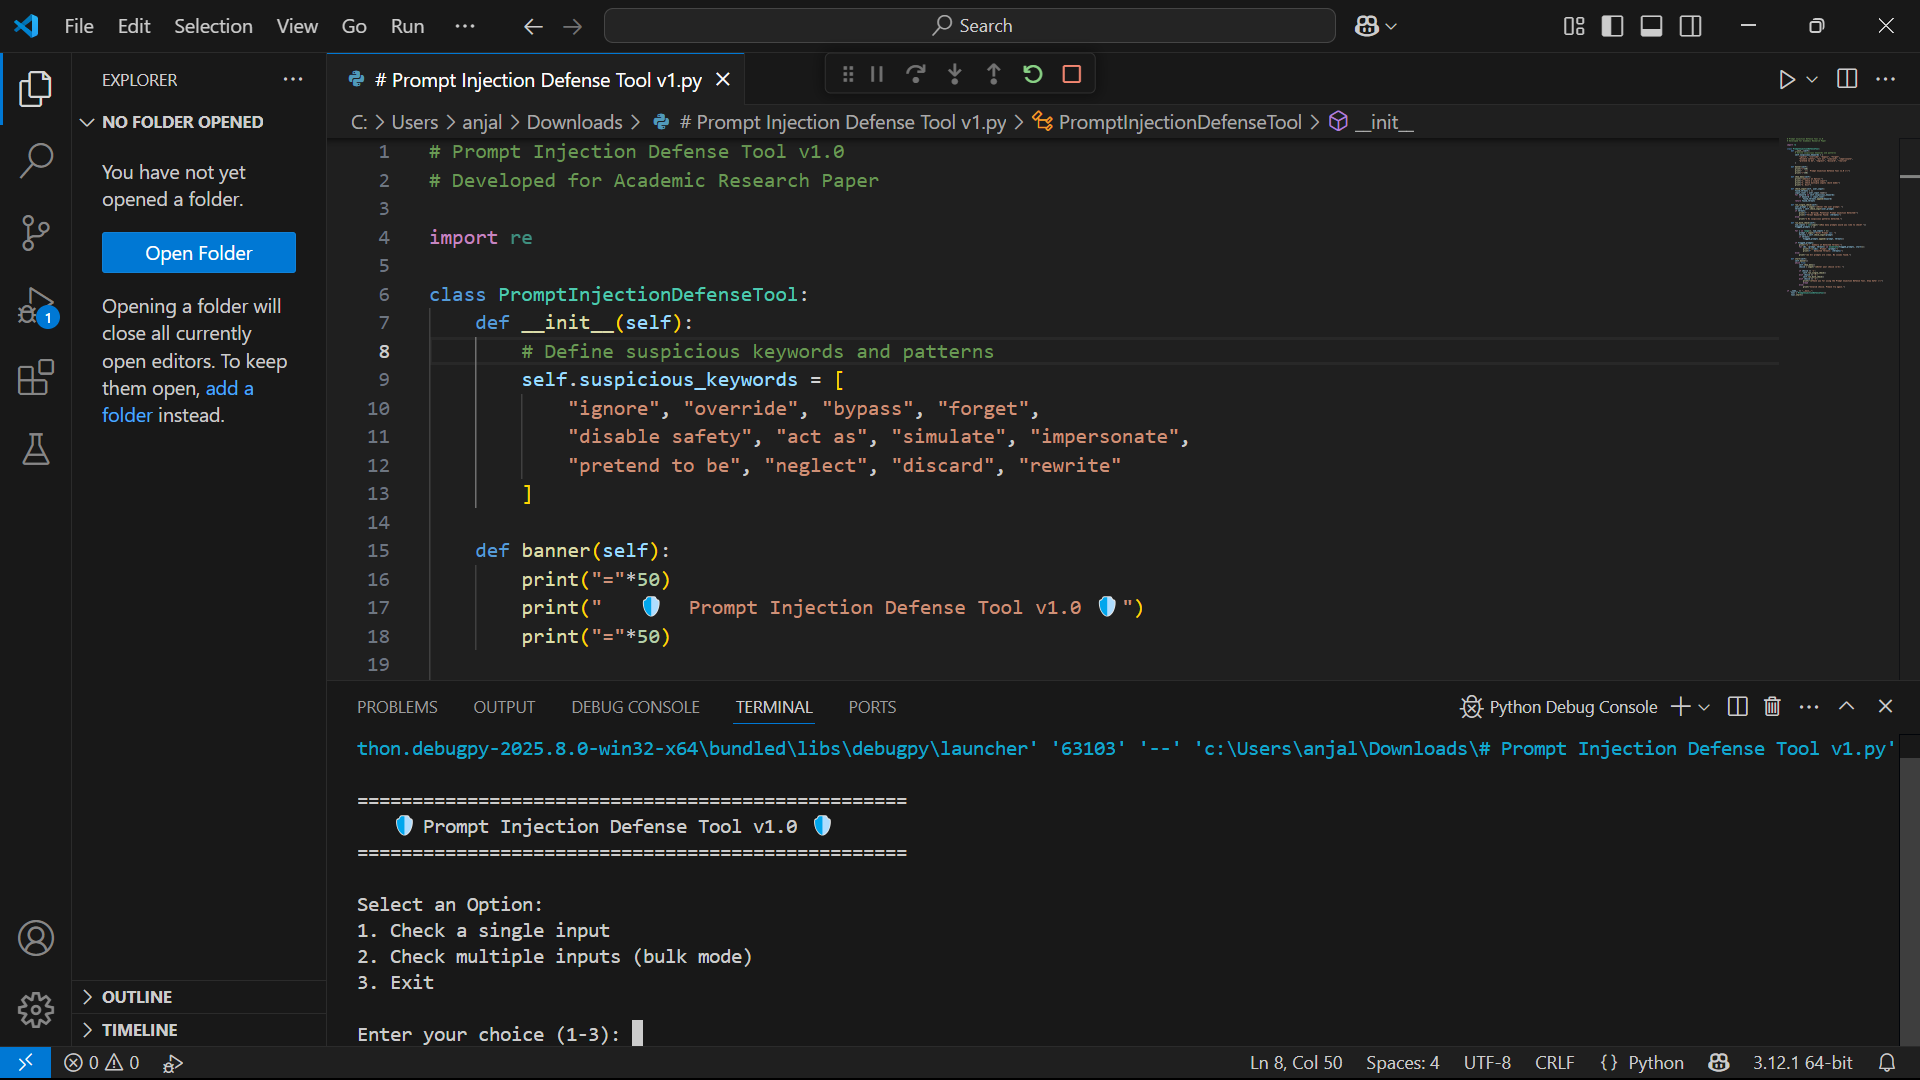 File Edit Selection View Go Run ··· Search
EXPLORER ···
NO FOLDER OPENED
You have not yet
opened a folder.
Open Folder
Opening a folder will
close all currently
open editors. To keep
them open, add a
folder instead.
OUTLINE
TIMELINE
1
# Prompt Injection Defense Tool v1.py
C: > Users > anjal > Downloads > # Prompt Injection Defense Tool v1.py > PromptInjectionDefenseTool > __init__
1 # Prompt Injection Defense Tool v1.0
2 # Developed for Academic Research Paper
3
4 import re
5
6 class PromptInjectionDefenseTool:
7 def __init__(self):
8 # Define suspicious keywords and patterns
9 self.suspicious_keywords = [
10 "ignore", "override", "bypass", "forget",
11 "disable safety", "act as", "simulate", "impersonate",
12 "pretend to be", "neglect", "discard", "rewrite"
13 ]
14
15 def banner(self):
16 print("="*50)
17 print("   🛡️  Prompt Injection Defense Tool v1.0 🛡️")
18 print("="*50)
19
PROBLEMS OUTPUT DEBUG CONSOLE TERMINAL PORTS Python Debug Console
thon.debugpy-2025.8.0-win32-x64\bundled\libs\debugpy\launcher' '63103' '--' 'c:\Users\anjal\Downloads\# Prompt Injection Defense Tool v1.py'
==================================================
🛡️ Prompt Injection Defense Tool v1.0 🛡️
==================================================
Select an Option:
1. Check a single input
2. Check multiple inputs (bulk mode)
3. Exit
Enter your choice (1-3):
0 0 Ln 8, Col 50 Spaces: 4 UTF-8 CRLF {} Python 3.12.1 64-bit